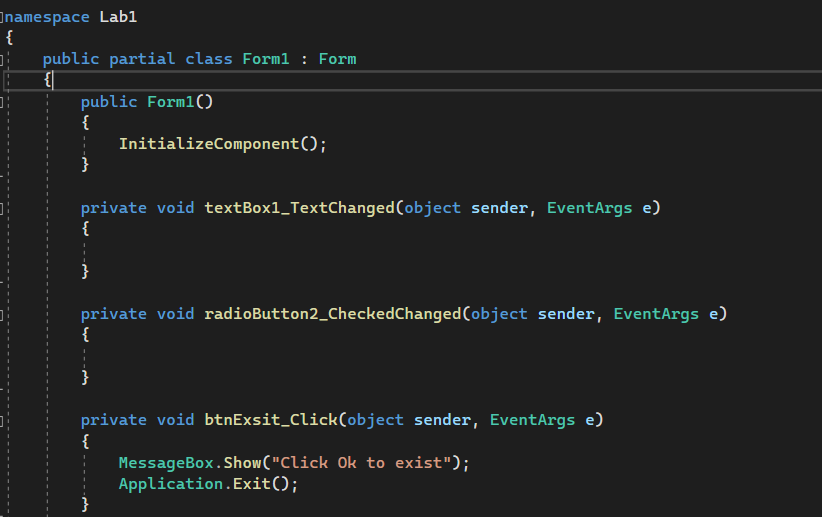 namespace Lab1
{
public partial class Form1 : Form
{
public Form1()
{
InitializeComponent();
}
private void textBox1_TextChanged(object sender, EventArgs e)
{
}
private void radioButton2_CheckedChanged(object sender, EventArgs e)
{
}
private void btnExsit_Click(object sender, EventArgs e)
{
MessageBox.Show("Click Ok to exist");
Application.Exit();
}